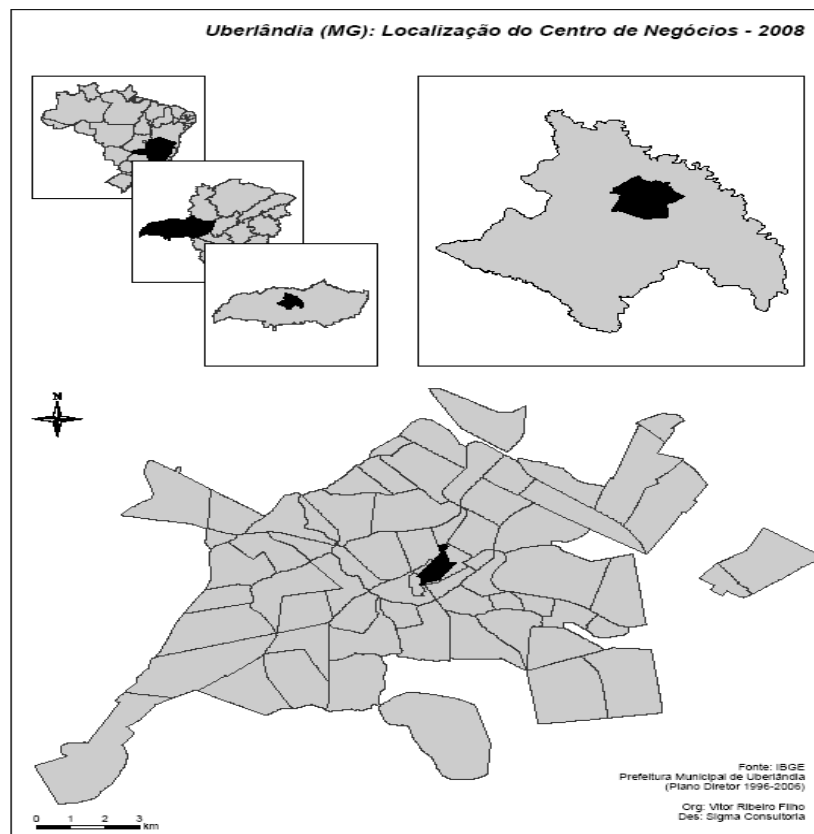 Uberlândia (MG): Localização do Centro de Negócios - 2008
N
Fonte: IBGE
Prefeitura Municipal de Uberlândia
(Plano Diretor 1996-2006)
Org: Vitor Ribeiro Filho
Des: Sigma Consultoria
0 1 2 3
km